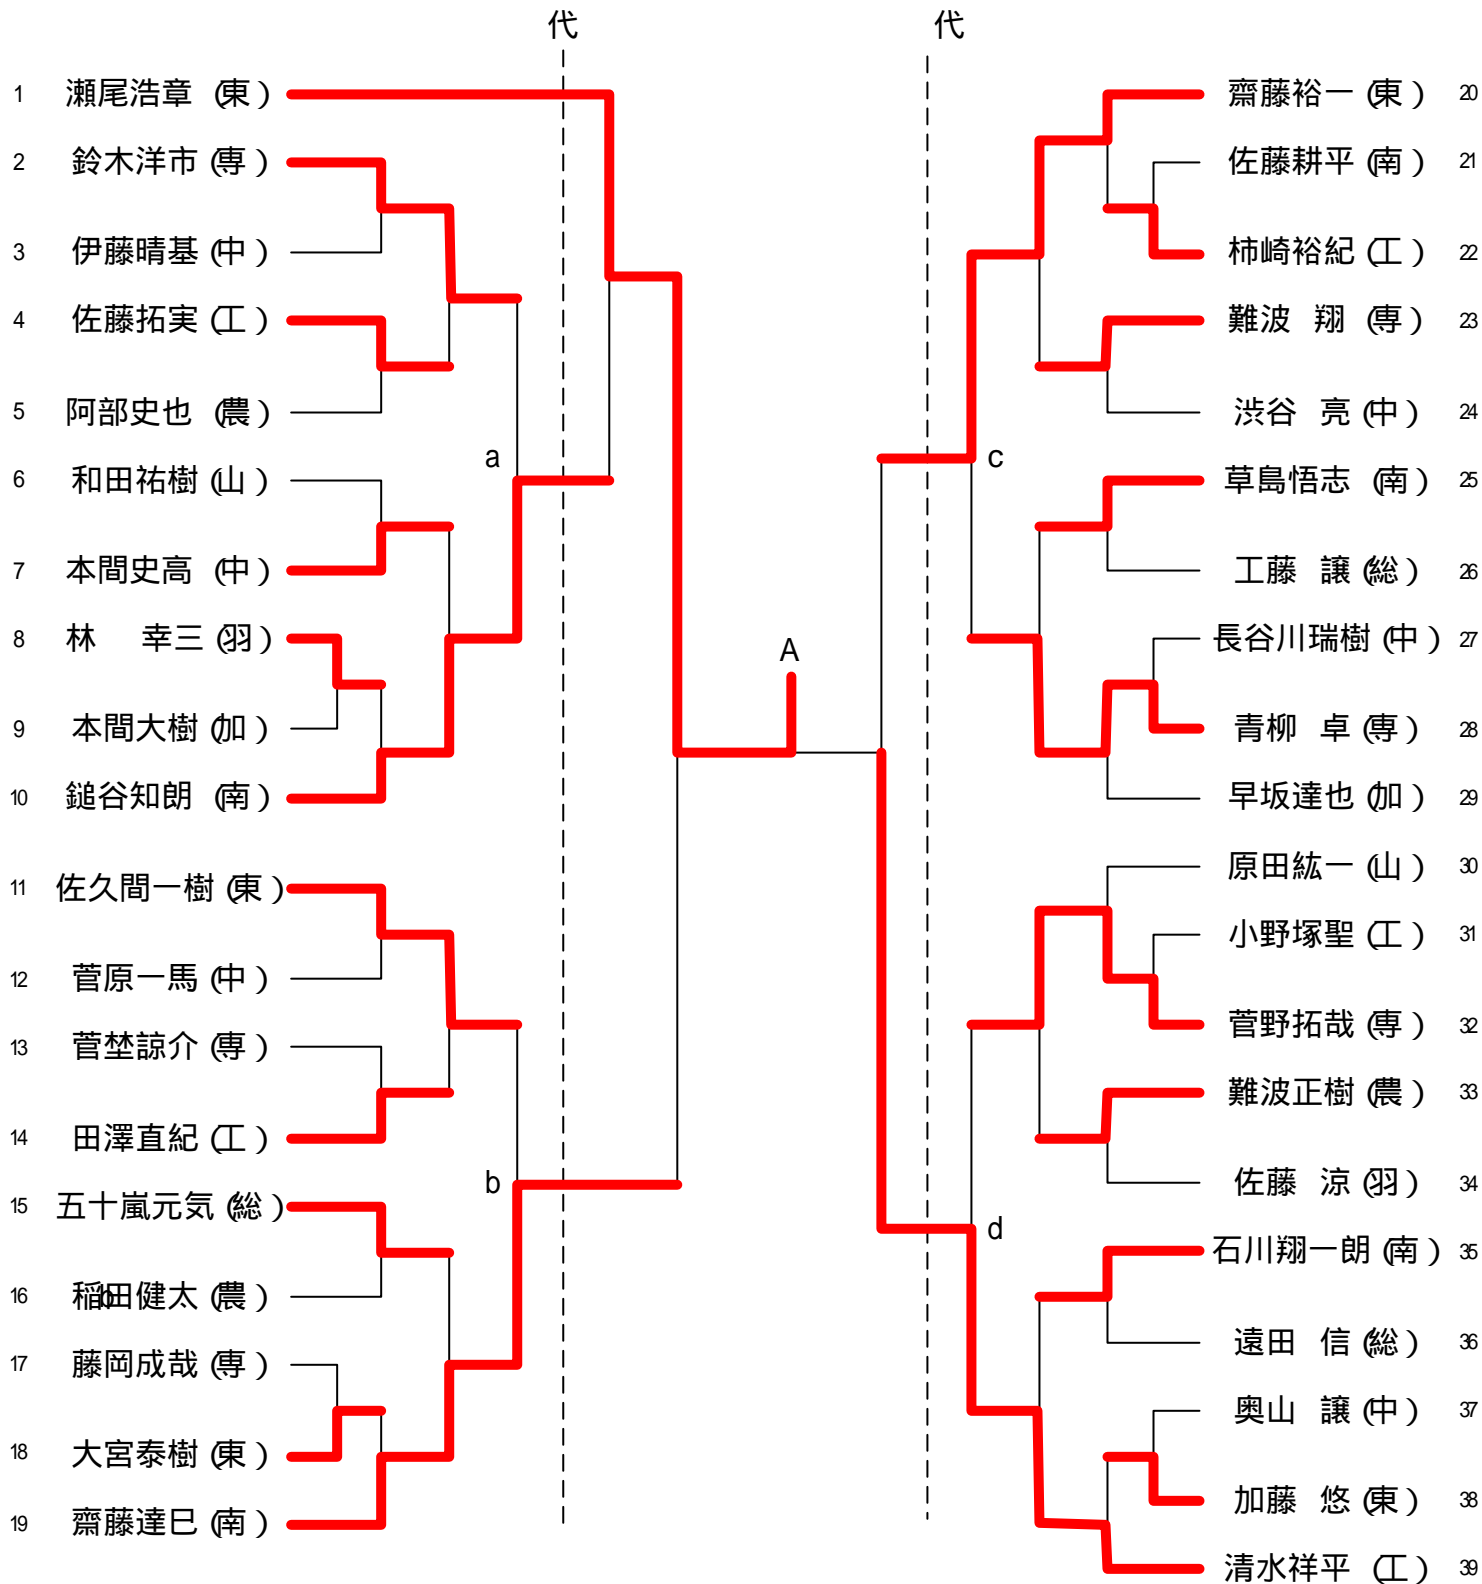 代
代
1 瀬尾浩章 (東)
2 鈴木洋市 (専)
3 伊藤晴基 (中)
4 佐藤拓実 (工)
5 阿部史也 (農)
6 和田祐樹 (山)
7 本間史高 (中)
8 林 幸三 (羽)
9 本間大樹 (加)
10 鎚谷知朗 (南)
11 佐久間一樹 (東)
12 菅原一馬 (中)
13 菅埜諒介 (専)
14 田澤直紀 (工)
15 五十嵐元気 (総)
16 稲田健太 (農)
17 藤岡成哉 (専)
18 大宮泰樹 (東)
19 齋藤達巳 (南)
a
b
A
c
d
齋藤裕一 (東) 20
佐藤耕平 (南) 21
柿崎裕紀 (工) 22
難波 翔 (専) 23
渋谷 亮 (中) 24
草島悟志 (南) 25
工藤 譲 (総) 26
長谷川瑞樹 (中) 27
青柳 卓 (専) 28
早坂達也 (加) 29
原田紘一 (山) 30
小野塚聖 (工) 31
菅野拓哉 (専) 32
難波正樹 (農) 33
佐藤 涼 (羽) 34
石川翔一朗 (南) 35
遠田 信 (総) 36
奥山 譲 (中) 37
加藤 悠 (東) 38
清水祥平 (工) 39